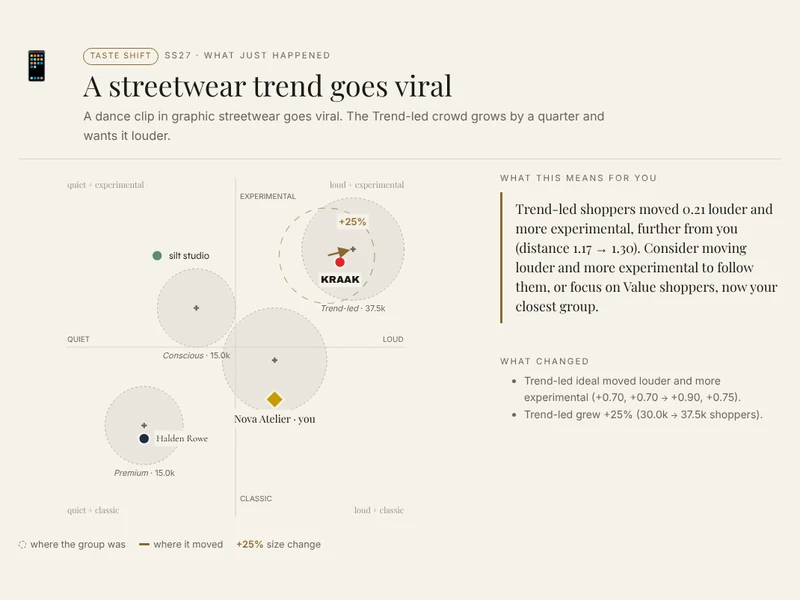 TASTE SHIFT SS27 · WHAT JUST HAPPENED
A streetwear trend goes viral
A dance clip in graphic streetwear goes viral. The Trend-led crowd grows by a quarter and
wants it louder.
quiet + experimental
loud + experimental
EXPERIMENTAL
+25%
silt studio
KRAAK
Trend-led · 37.5k
QUIET
LOUD
Conscious · 15.0k
Nova Atelier · you
Halden Rowe
Premium · 15.0k
CLASSIC
quiet + classic
loud + classic
where the group was
where it moved
+25% size change
WHAT THIS MEANS FOR YOU
Trend-led shoppers moved 0.21 louder and
more experimental, further from you
(distance 1.17 → 1.30). Consider moving
louder and more experimental to follow
them, or focus on Value shoppers, now your
closest group.
WHAT CHANGED
• Trend-led ideal moved louder and more
experimental (+0.70, +0.70 → +0.90, +0.75).
• Trend-led grew +25% (30.0k → 37.5k shoppers).